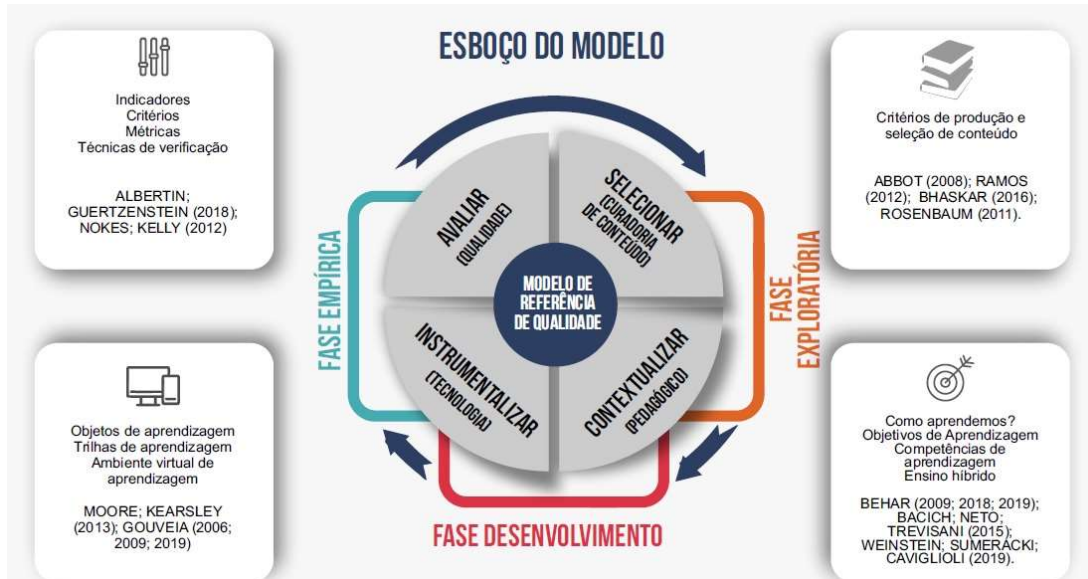 ESBOÇO DO MODELO
Indicadores
Critérios
Métricas
Técnicas de verificação
ALBERTIN;
GUERTZENSTEIN (2018);
NOKES; KELLY (2012)
Critérios de produção e
seleção de conteúdo
ABBOT (2008); RAMOS
(2012); BHASKAR (2016);
ROSENBAUM (2011).
AVALIAR
(QUALIDADE)
SELECIONAR
(CURADORIA
DE CONTEÚDO)
MODELO DE
REFERÊNCIA
DE QUALIDADE
INSTRUMENTALIZAR
(TECNOLOGIA)
CONTEXTUALIZAR
(PEDAGÓGICO)
FASE EMPÍRICA
FASE
EXPLORATÓRIA
FASE DESENVOLVIMENTO
Objetos de aprendizagem
Trilhas de aprendizagem
Ambiente virtual de
aprendizagem
MOORE; KEARSLEY
(2013); GOUVEIA (2006;
2009; 2019)
Como aprendemos?
Objetivos de Aprendizagem
Competências de
aprendizagem
Ensino híbrido
BEHAR (2009; 2018; 2019);
BACICH; NETO;
TREVISANI (2015);
WEINSTEIN; SUMERACKI;
CAVIGLIOLI (2019).